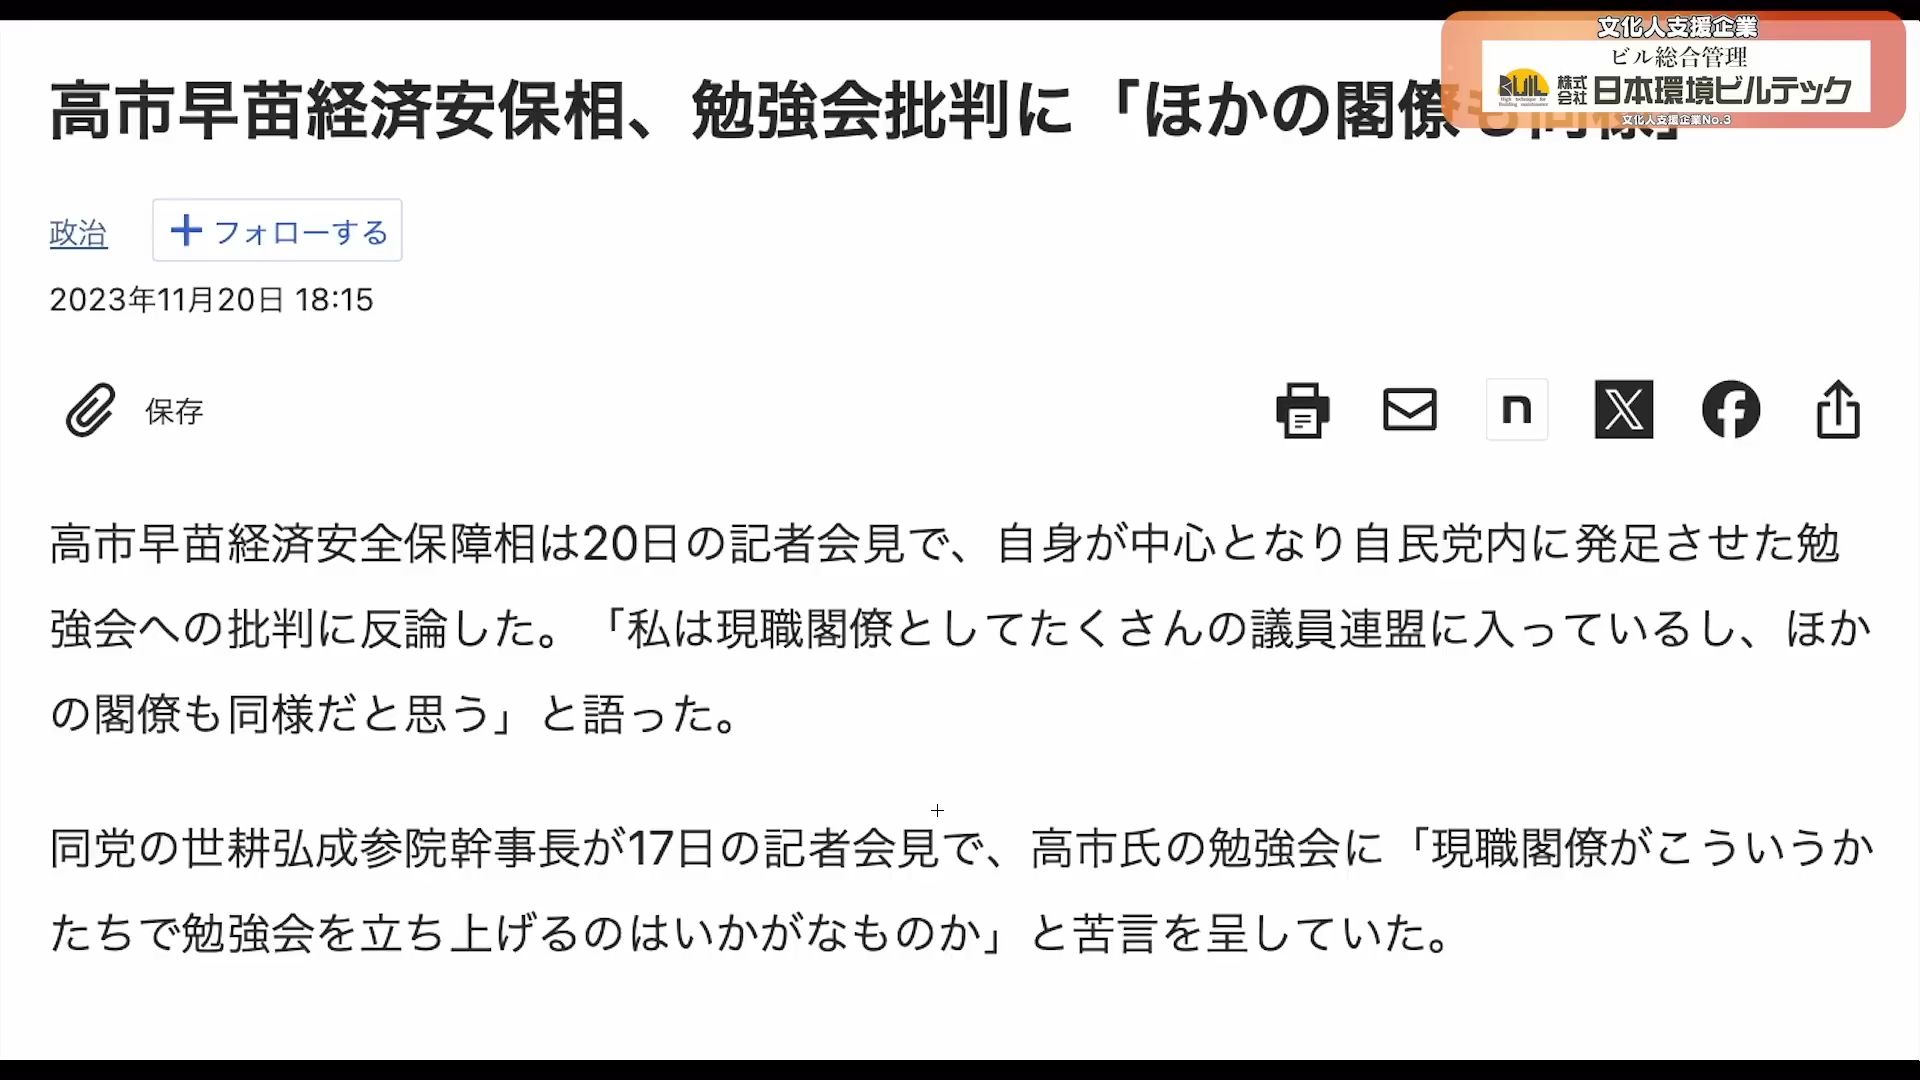 文化人支援企業
ビル総合管理
株式会社 日本環境ビルテック
文化人支援企業No.3
高市早苗経済安保相、勉強会批判に「ほかの閣僚も同様」
政治
フォローする
2023年11月20日 18:15
保存
高市早苗経済安全保障相は20日の記者会見で、自身が中心となり自民党内に発足させた勉
強会への批判に反論した。「私は現職閣僚としてたくさんの議員連盟に入っているし、ほか
の閣僚も同様だと思う」と語った。
同党の世耕弘成参院幹事長が17日の記者会見で、高市氏の勉強会に「現職閣僚がこういうか
たちで勉強会を立ち上げるのはいかがなものか」と苦言を呈していた。